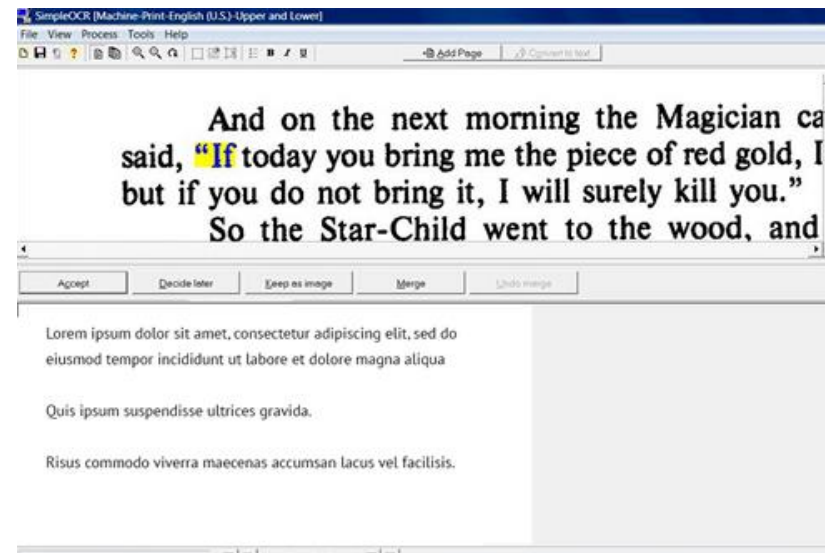 SimpleOCR [Machine-Print-English (U.S.)-Upper and Lower]
File View Process Tools Help
B I U Add Page Convert to text
And on the next morning the Magician ca
said, “If today you bring me the piece of red gold, I
but if you do not bring it, I will surely kill you.”
So the Star-Child went to the wood, and
Accept Decide later Keep as image Merge Undo merge
Lorem ipsum dolor sit amet, consectetur adipiscing elit, sed do
eiusmod tempor incididunt ut labore et dolore magna aliqua
Quis ipsum suspendisse ultrices gravida.
Risus commodo viverra maecenas accumsan lacus vel facilisis.